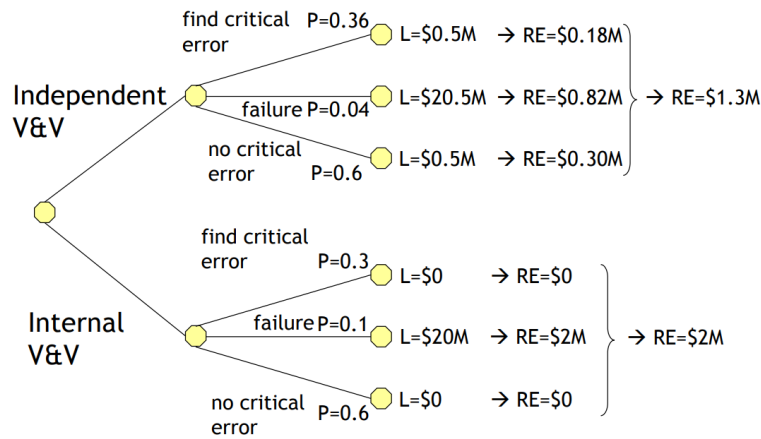 find critical
error
P=0.36
L=$0.5M → RE=$0.18M
Independent
V&V
failure P=0.04
L=$20.5M → RE=$0.82M
→ RE=$1.3M
no critical
error
P=0.6
L=$0.5M → RE=$0.30M
find critical
error
P=0.3
L=$0 → RE=$0
Internal
V&V
failure P=0.1
L=$20M → RE=$2M
→ RE=$2M
no critical
error
P=0.6
L=$0 → RE=$0